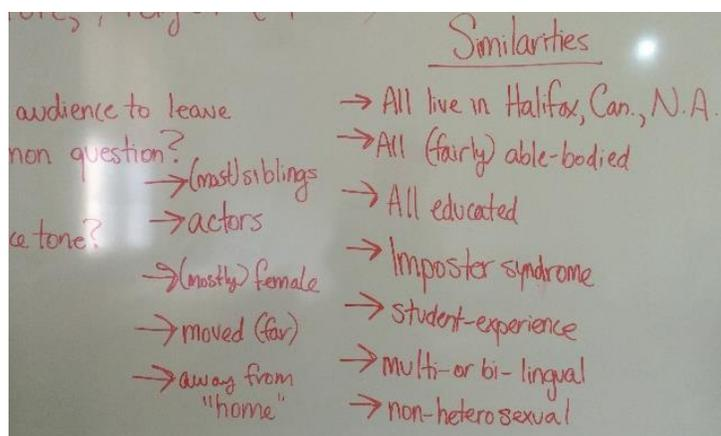 Similarities
audience to leave
non question?
ce tone?
→ (most) siblings
→ actors
→ (mostly) female
→ moved (far)
→ away from
"home"
→ All live in Halifax, Can., N.A.
→ All (fairly) able-bodied
→ All educated
→ Imposter syndrome
→ student-experience
→ multi-or bi-lingual
→ non-heterosexual